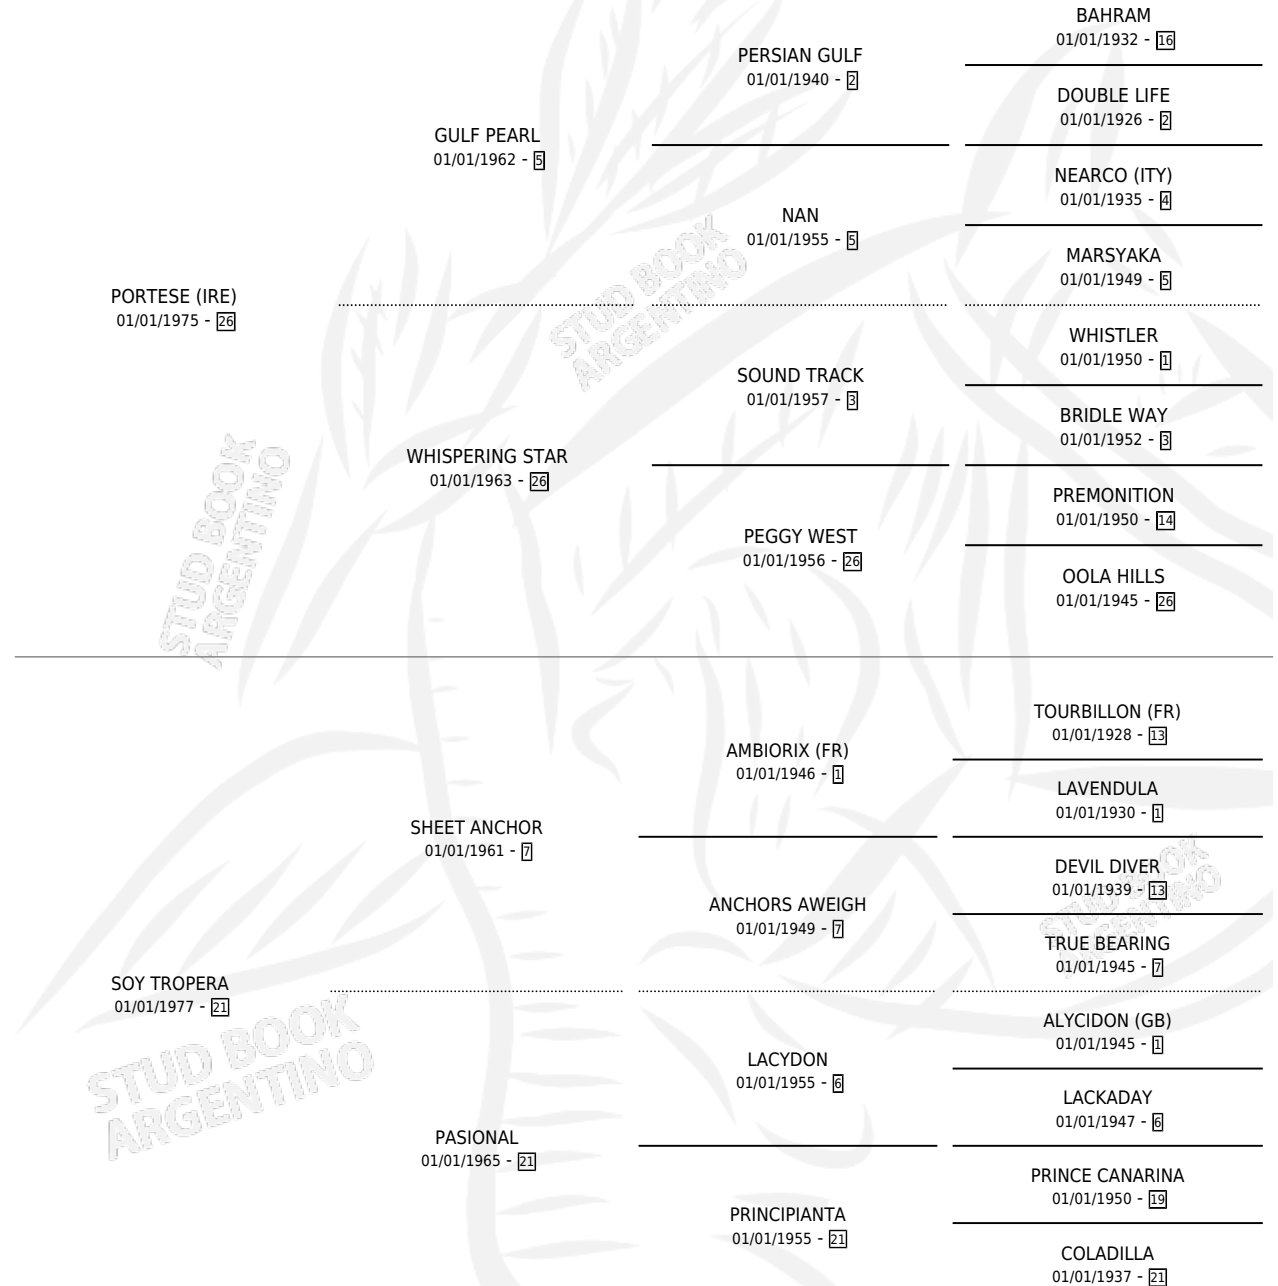 BAHRAM
01/01/1932 - 16
PERSIAN GULF
01/01/1940 - 2
DOUBLE LIFE
01/01/1926 - 2
GULF PEARL
01/01/1962 - 5
NEARCO (ITY)
01/01/1935 - 4
NAN
01/01/1955 - 5
MARSYAKA
01/01/1949 - 5
PORTESE (IRE)
01/01/1975 - 26
WHISTLER
01/01/1950 - 1
SOUND TRACK
01/01/1957 - 3
BRIDLE WAY
01/01/1952 - 3
WHISPERING STAR
01/01/1963 - 26
PREMONITION
01/01/1950 - 14
PEGGY WEST
01/01/1956 - 26
OOLA HILLS
01/01/1945 - 26
TOURBILLON (FR)
01/01/1928 - 13
AMBIORIX (FR)
01/01/1946 - 1
LAVENDULA
01/01/1930 - 1
SHEET ANCHOR
01/01/1961 - 7
DEVIL DIVER
01/01/1939 - 13
ANCHORS AWEIGH
01/01/1949 - 7
TRUE BEARING
01/01/1945 - 7
SOY TROPERA
01/01/1977 - 21
ALYCIDON (GB)
01/01/1945 - 1
LACYDON
01/01/1955 - 6
LACKADAY
01/01/1947 - 6
PASIONAL
01/01/1965 - 21
PRINCE CANARINA
01/01/1950 - 19
PRINCIPIANTA
01/01/1955 - 21
COLADILLA
01/01/1937 - 21
STUD BOOK
ARGENTINO
STUD BOOK
ARGENTINO
STUD BOOK
ARGENTINO
STUD BOOK
ARGENTINO